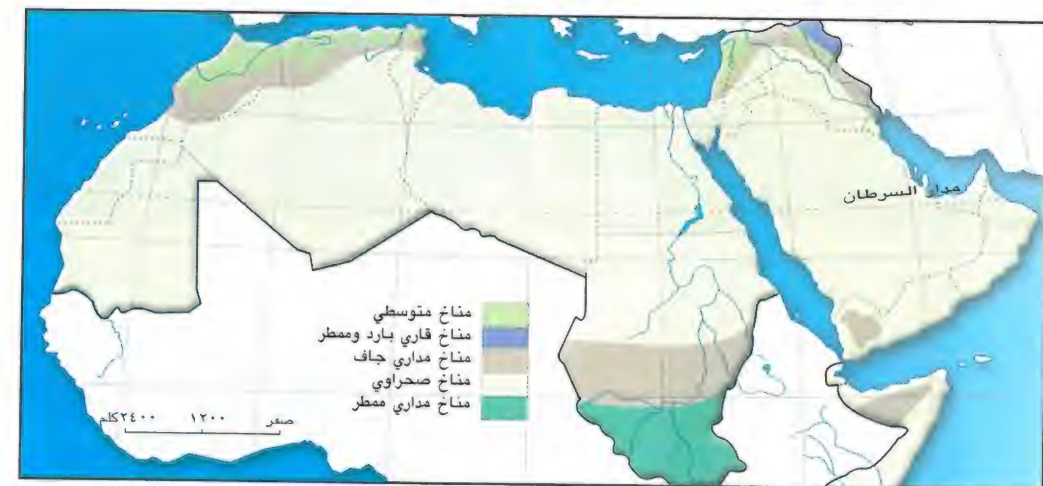 مدار السرطان
مناخ متوسطي
مناخ قاري بارد وممطر
مناخ مداري جاف
مناخ صحراوي
مناخ مداري ممطر
صفر ١٢٠٠ ٢٤٠٠كلم